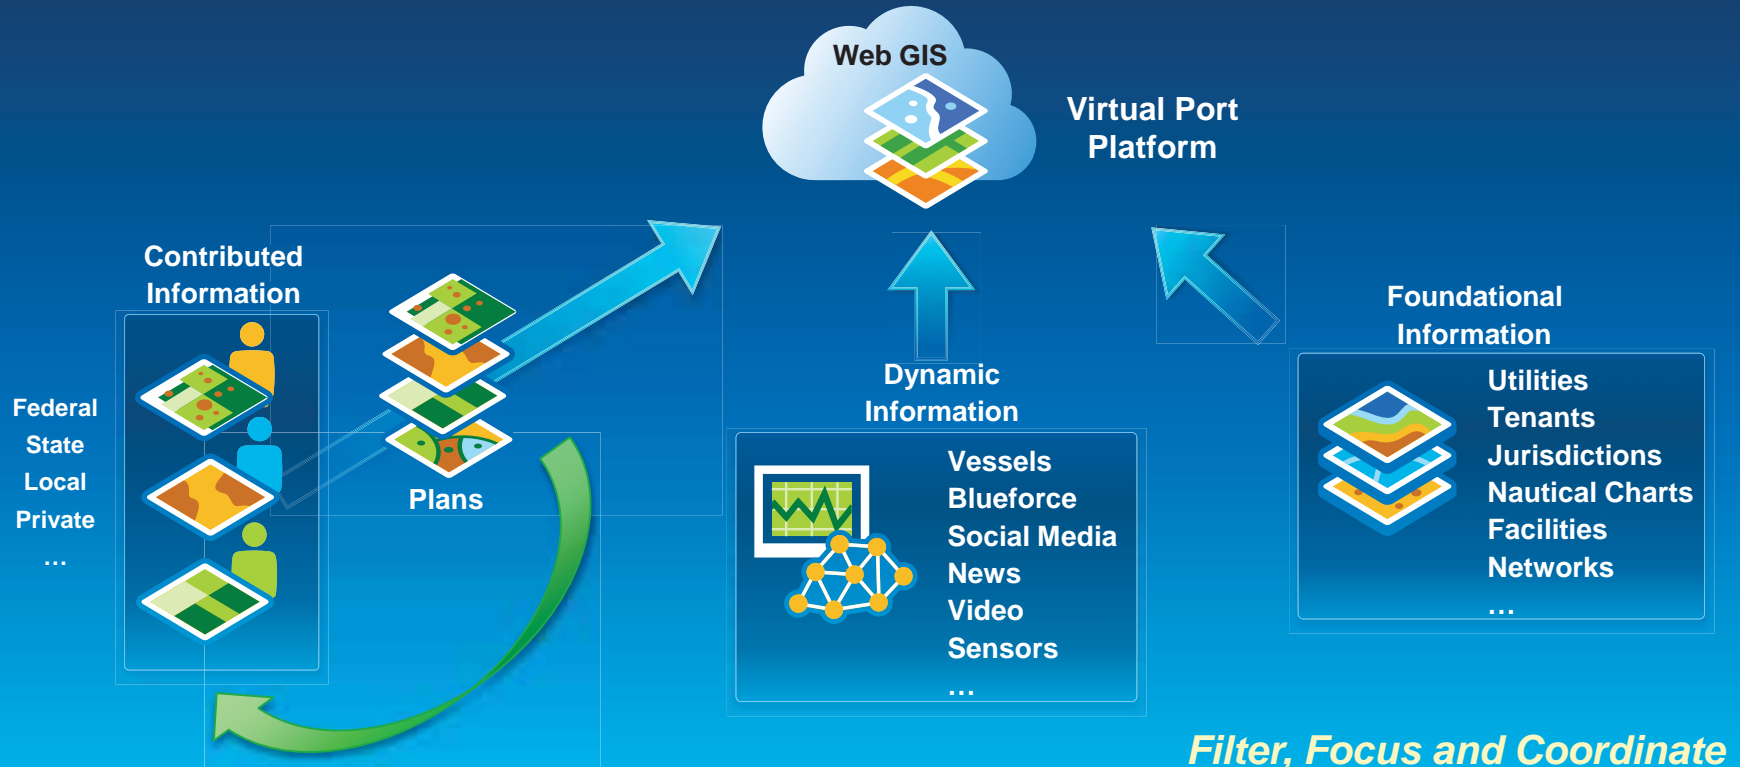 Web GIS
Virtual Port
Platform
Contributed
Information
Federal
State
Local
Private
…
Plans
Dynamic
Information
Vessels
Blueforce
Social Media
News
Video
Sensors
…
Foundational
Information
Utilities
Tenants
Jurisdictions
Nautical Charts
Facilities
Networks
…
Filter, Focus and Coordinate